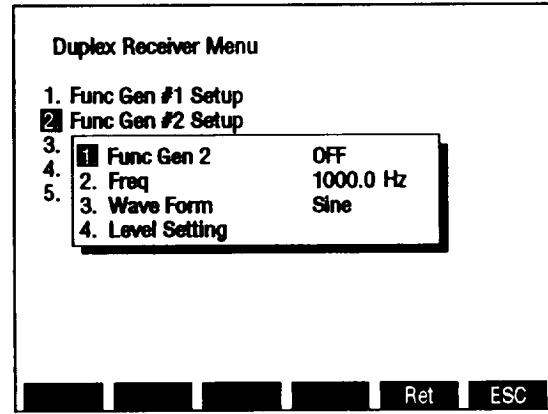 Duplex Receiver Menu
1. Func Gen #1 Setup
2. Func Gen #2 Setup
3.
4.
5.
1 Func Gen 2 OFF
2. Freq 1000.0 Hz
3. Wave Form Sine
4. Level Setting
Ret ESC